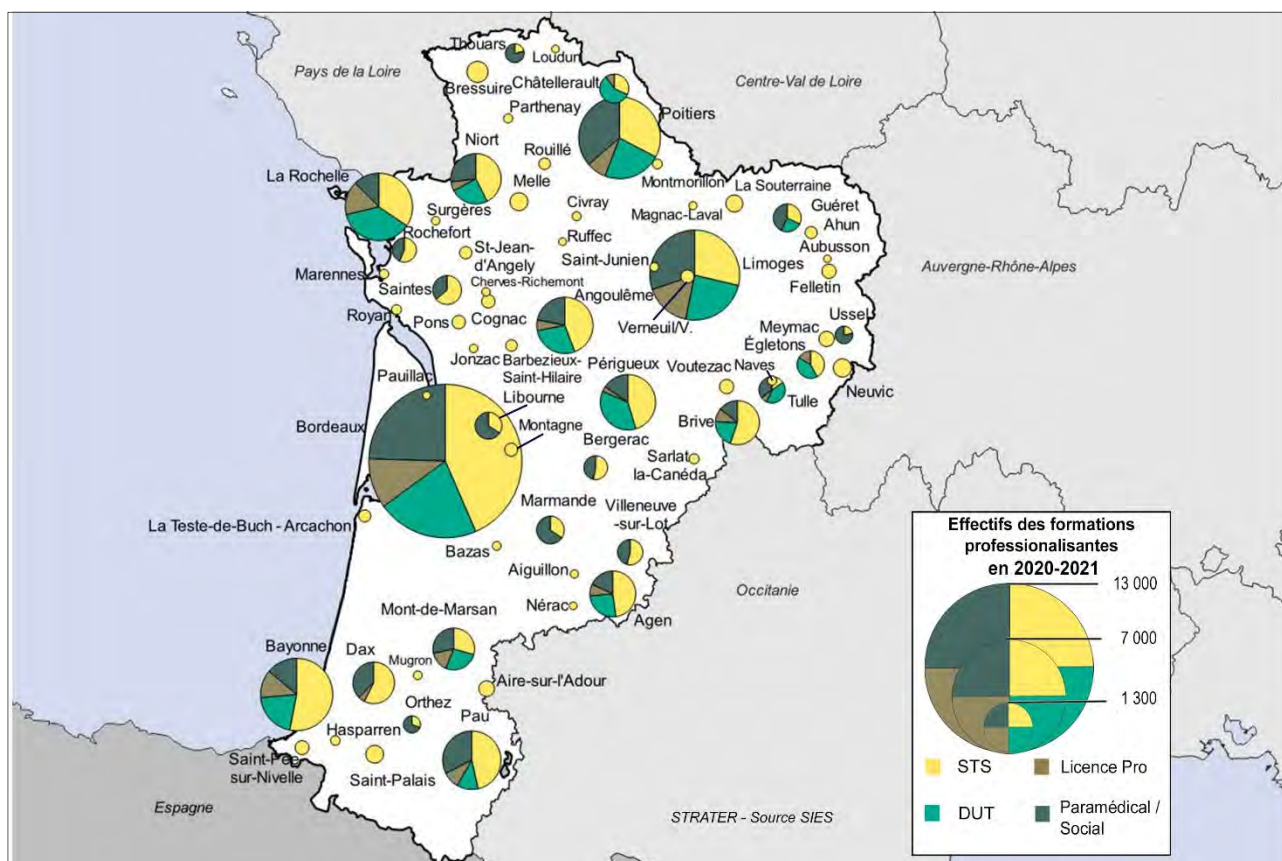 Thouars
Loudun
Pays de la Loire
Centre-Val de Loire
Bressuire
Châtellerault
Parthenay
Poitiers
Niort
Rouillé
La Rochelle
Melle
Montmorillon
La Souterraine
Surgères
Civray
Magnac-Laval
Guéret
Ahun
Rochefort
Ruffec
St-Jean-
d'Angely
Saint-Junien
Limoges
Aubusson
Marennes
Auvergne-Rhône-Alpes
Cherves-Richemont
Felletin
Saintes
Angoulême
Royan
Pons
Cognac
Verneuil/V.
Ussel
Meymac
Égletons
Jonzac
Barbezieux-
Saint-Hilaire
Périgueux
Voutezac
Naves
Neuvic
Pauillac
Libourne
Tulle
Bordeaux
Montagne
Brive
Bergerac
Sarlat
la-Canéda
Marmande
Villeneuve
-sur-Lot
La Teste-de-Buch - Arcachon
Bazas
Aiguillon
Occitanie
Nérac
Agen
Mont-de-Marsan
Bayonne
Dax
Mugron
Aire-sur-l'Adour
Orthez
Pau
Hasparren
Saint-Pée
sur-Nivelle
Saint-Palais
Espagne
STRATER - Source SIES
Effectifs des formations
professionalisantes
en 2020-2021
13 000
7 000
1 300
STS
Licence Pro
DUT
Paramédical /
Social